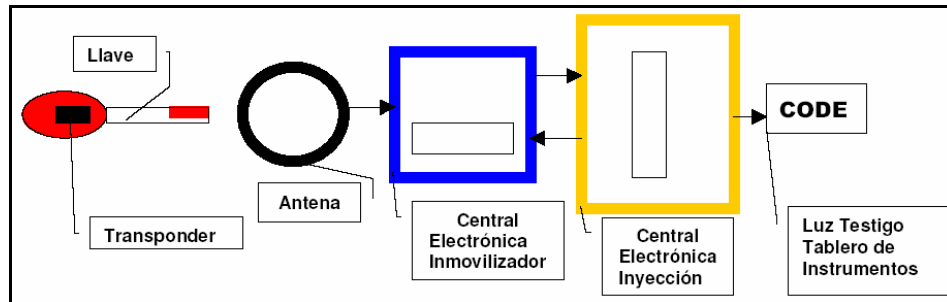 Llave
CODE
Antena
Transponder
Central
Electrónica
Inmovilizador
Central
Electrónica
Inyección
Luz Testigo
Tablero de
Instrumentos